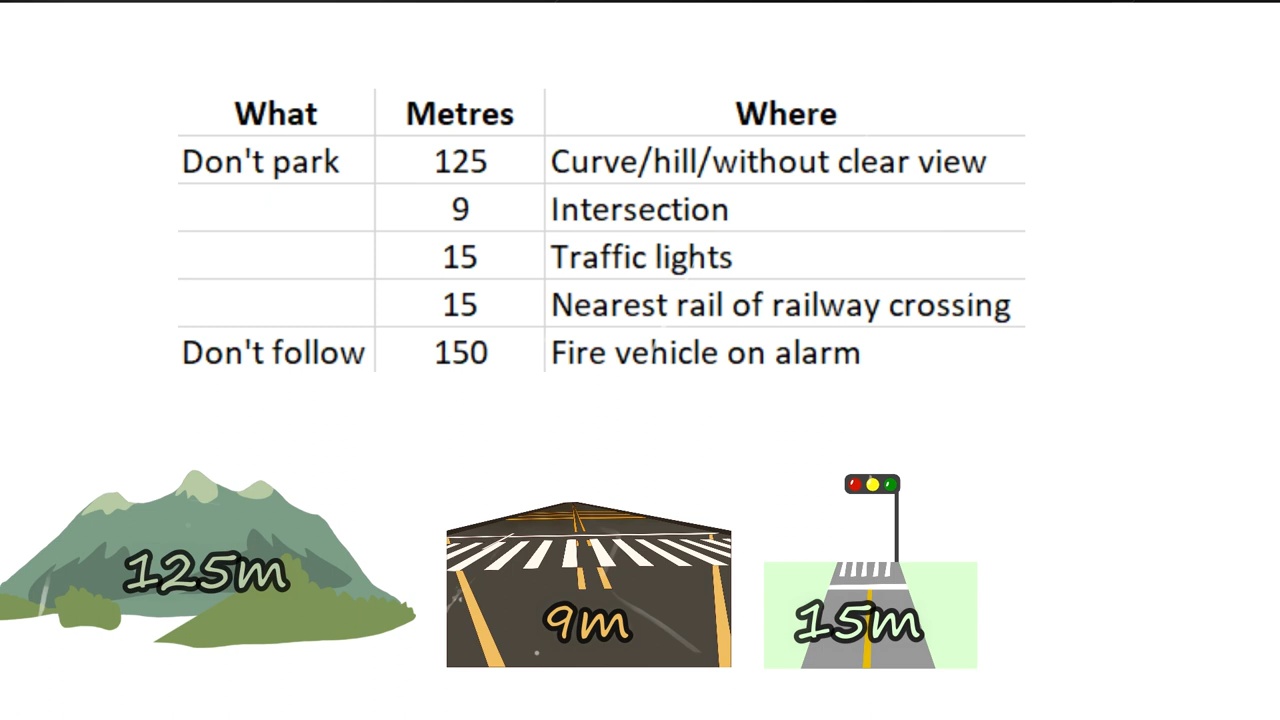 What Metres Where
Don't park 125 Curve/hill/without clear view
9 Intersection
15 Traffic lights
15 Nearest rail of railway crossing
Don't follow 150 Fire vehicle on alarm
125m 9m 15m